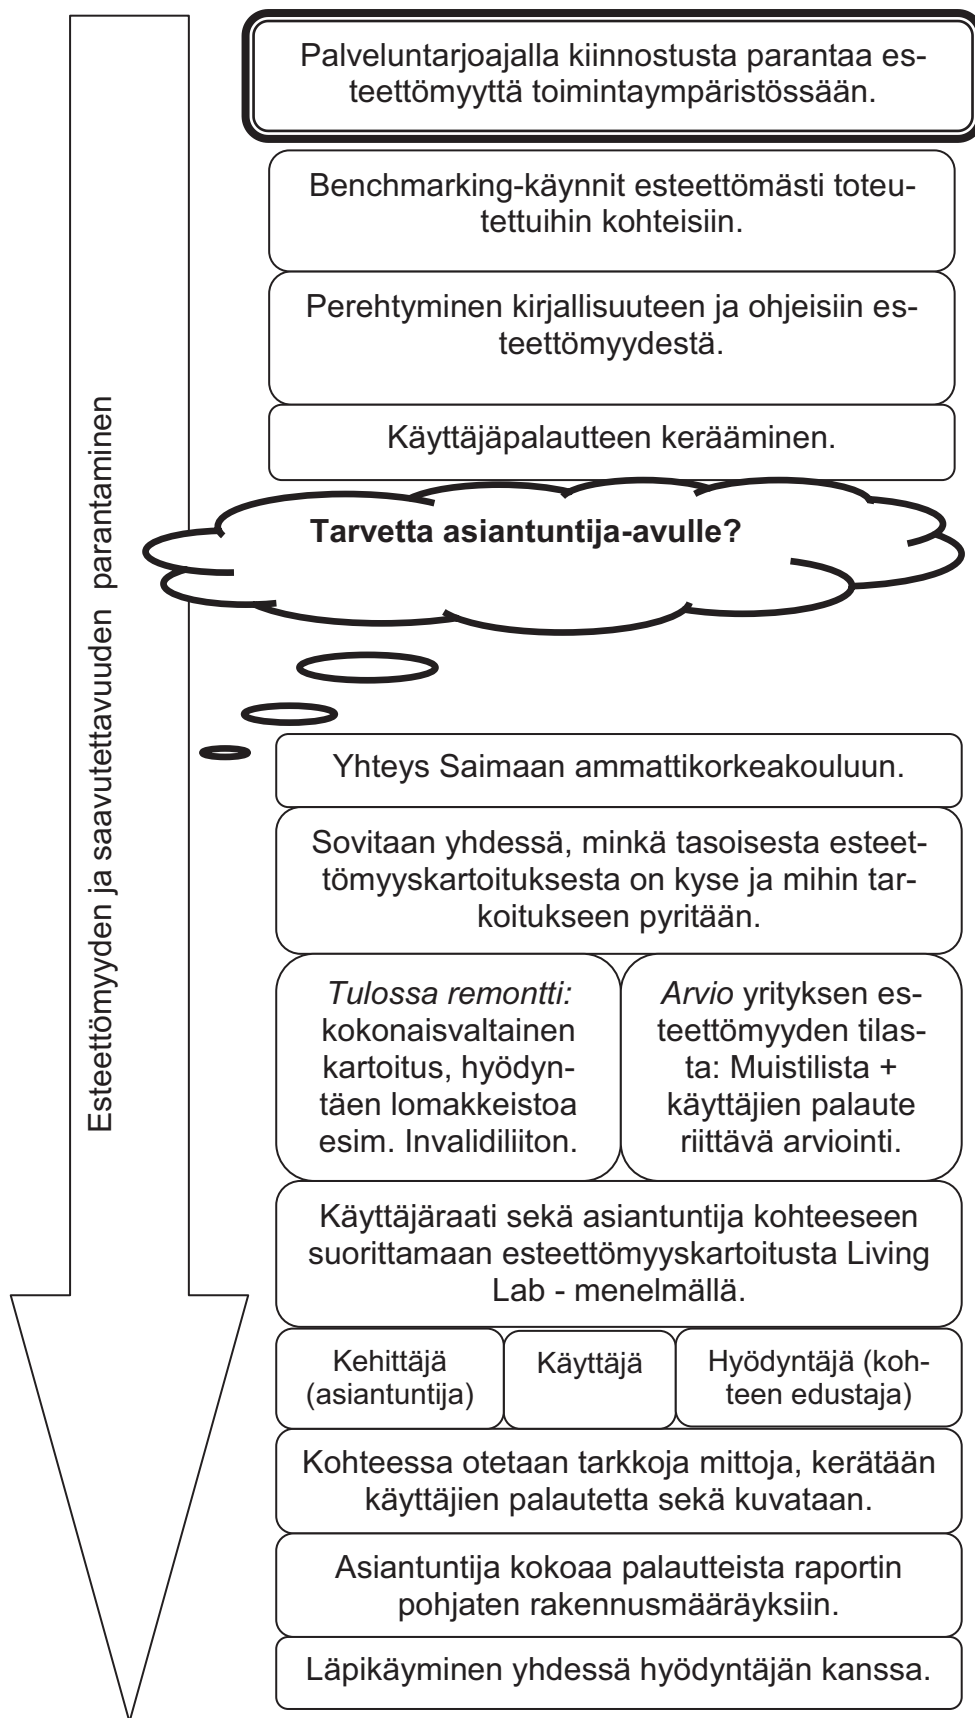 Palveluntarjoajalla kiinnostusta parantaa es-
teettömyyttä toimintaympäristössään.
Benchmarking-käynnit esteettömästi toteu-
tettuihin kohteisiin.
Perehtyminen kirjallisuuteen ja ohjeisiin es-
teettömyydestä.
Käyttäjäpalautteen kerääminen.
Tarvetta asiantuntija-avulle?
Esteettömyyden ja saavutettavuuden parantaminen
Yhteys Saimaan ammattikorkeakouluun.
Sovitaan yhdessä, minkä tasoisesta esteet-
tömyyskartoituksesta on kyse ja mihin tar-
koitukseen pyritään.
Tulossa remontti:
kokonaisvaltainen
kartoitus, hyödyn-
täen lomakkeistoa
esim. Invalidiliiton.
Arvio yrityksen es-
teettömyyden tilas-
ta: Muistilista +
käyttäjien palaute
riittävä arviointi.
Käyttäjäraati sekä asiantuntija kohteeseen
suorittamaan esteettömyyskartoitusta Living
Lab - menelmällä.
Kehittäjä
(asiantuntija)
Käyttäjä
Hyödyntäjä (koh-
teen edustaja)
Kohteessa otetaan tarkkoja mittoja, kerätään
käyttäjien palautetta sekä kuvataan.
Asiantuntija kokoaa palautteista raportin
pohjaten rakennusmääräyksiin.
Läpikäyminen yhdessä hyödyntäjän kanssa.